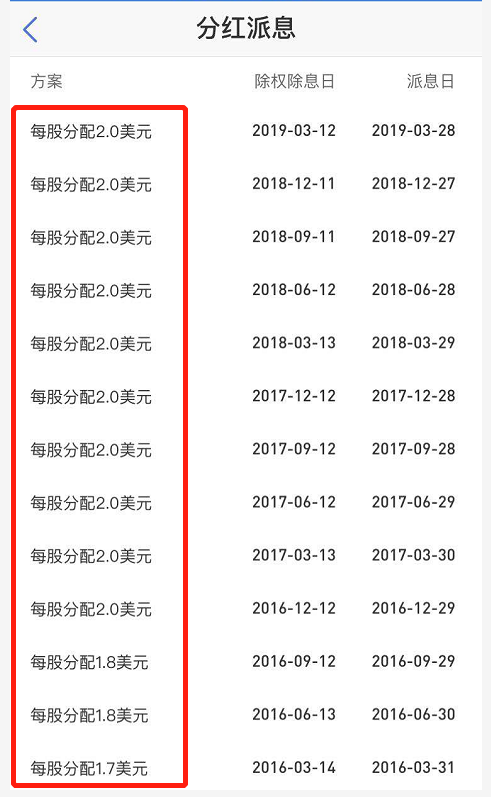 分红派息
方案 除权除息日 派息日
每股分配2.0美元 2019-03-12 2019-03-28
每股分配2.0美元 2018-12-11 2018-12-27
每股分配2.0美元 2018-09-11 2018-09-27
每股分配2.0美元 2018-06-12 2018-06-28
每股分配2.0美元 2018-03-13 2018-03-29
每股分配2.0美元 2017-12-12 2017-12-28
每股分配2.0美元 2017-09-12 2017-09-28
每股分配2.0美元 2017-06-12 2017-06-29
每股分配2.0美元 2017-03-13 2017-03-30
每股分配2.0美元 2016-12-12 2016-12-29
每股分配1.8美元 2016-09-12 2016-09-29
每股分配1.8美元 2016-06-13 2016-06-30
每股分配1.7美元 2016-03-14 2016-03-31